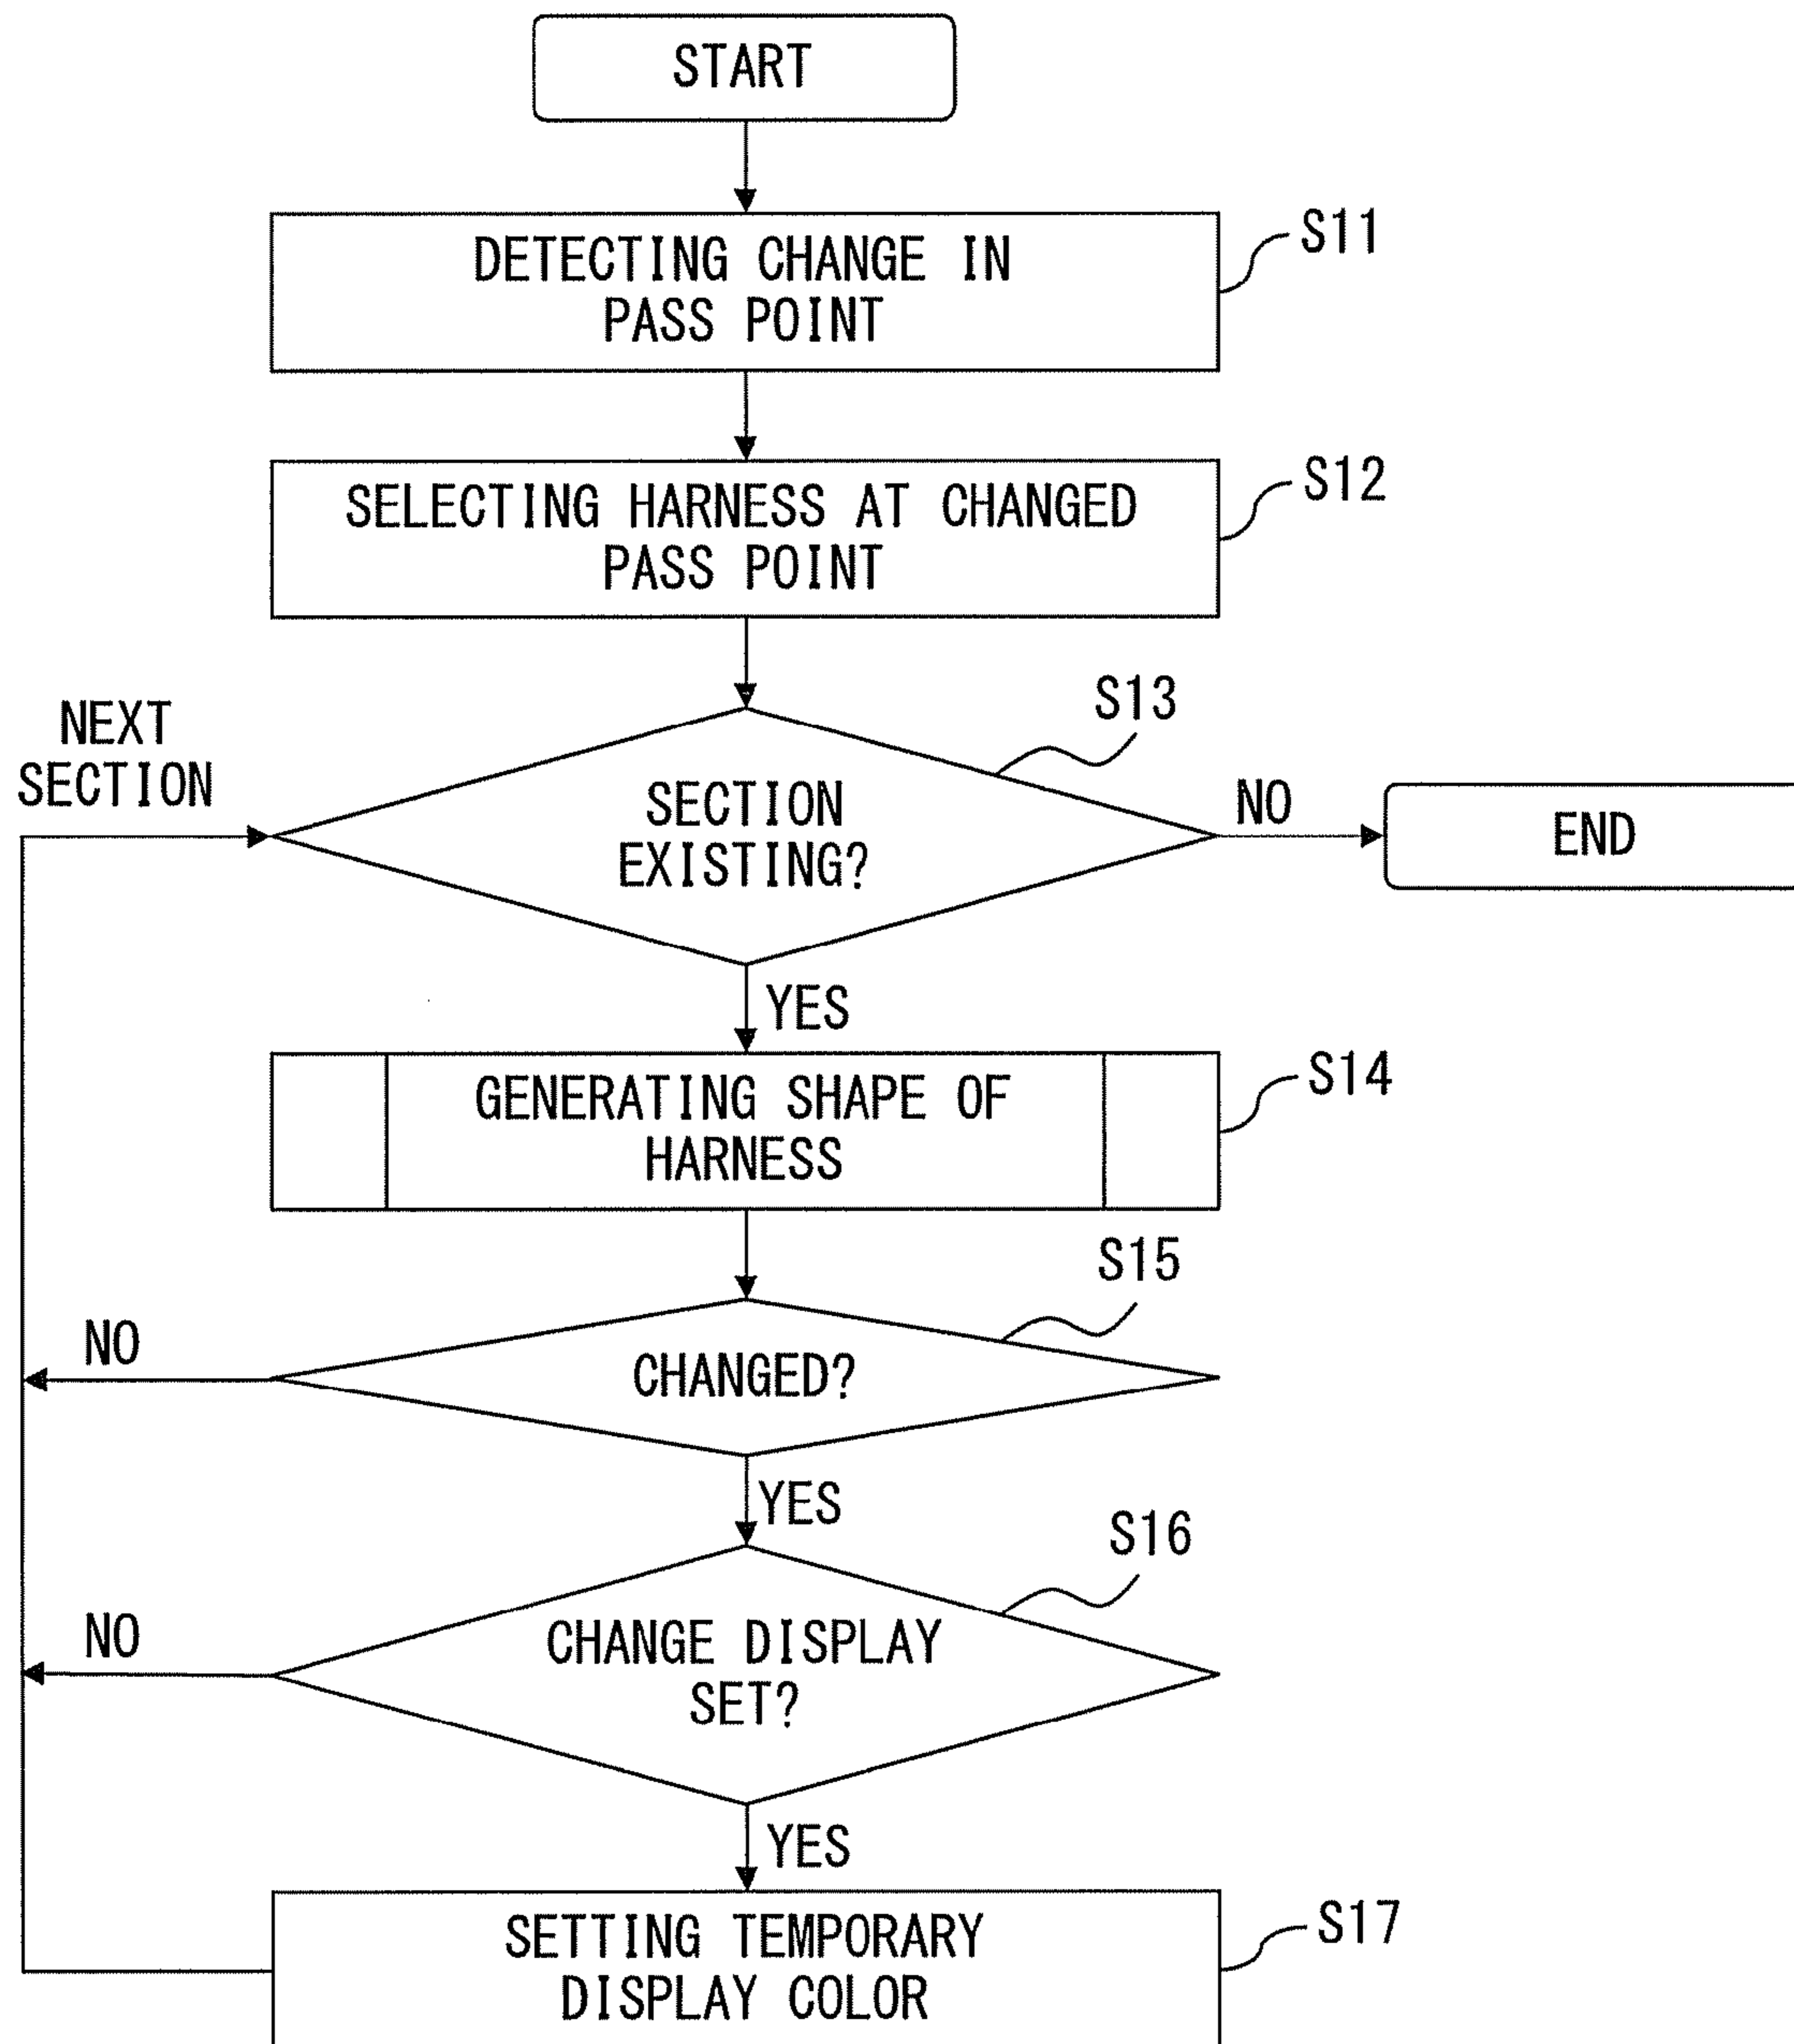 START
DETECTING CHANGE IN
PASS POINT
S11
SELECTING HARNESS AT CHANGED
PASS POINT
S12
S13
NEXT
SECTION
SECTION
EXISTING?
NO
END
YES
GENERATING SHAPE OF
HARNESS
S14
S15
NO
CHANGED?
YES
S16
NO
CHANGE DISPLAY
SET?
YES
SETTING TEMPORARY
DISPLAY COLOR
S17